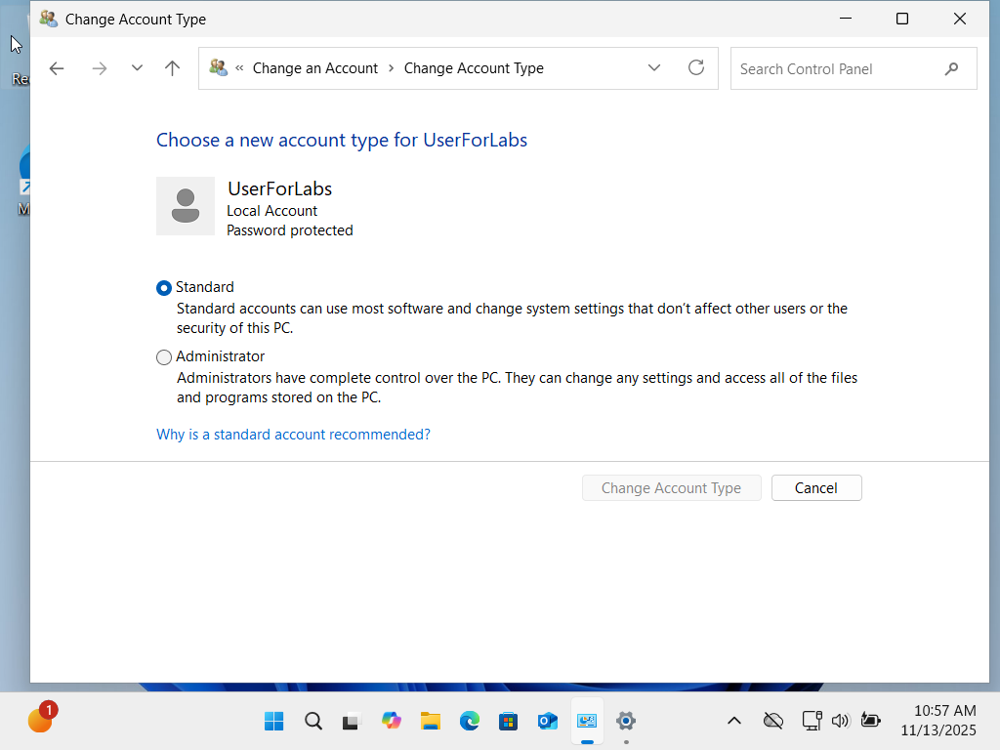 Change Account Type
« Change an Account › Change Account Type
Search Control Panel
Choose a new account type for UserForLabs
UserForLabs
Local Account
Password protected
Standard
Standard accounts can use most software and change system settings that don't affect other users or the
security of this PC.
Administrator
Administrators have complete control over the PC. They can change any settings and access all of the files
and programs stored on the PC.
Why is a standard account recommended?
Change Account Type
Cancel
1
10:57 AM
11/13/2025